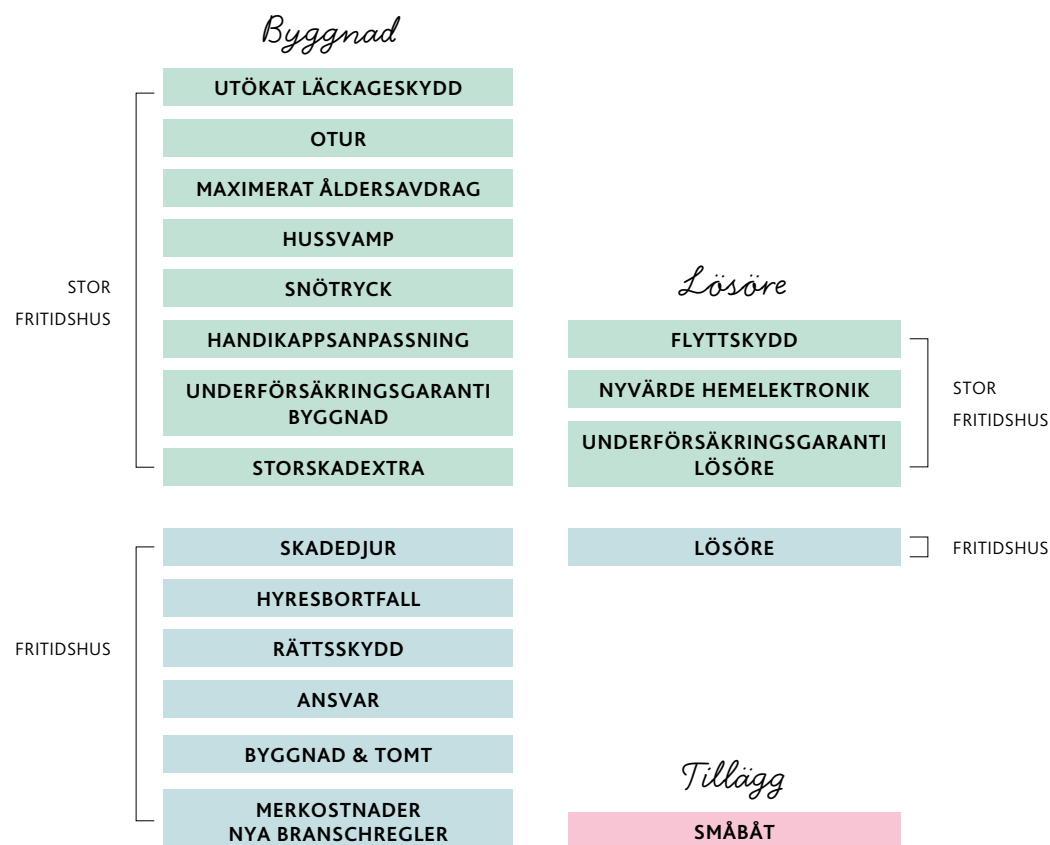 Byggnad
UTÖKAT LÄCKAGESKYDD
OTUR
MAXIMERAT ÅLDERSAVDRAG
HUSSVAMP
SNÖTRYCK
HANDIKAPPSANPASSNING
UNDERFÖRSÄKRINGSGARANTI
BYGGNAD
STORSKADEXTRA
STOR
FRITIDSHUS
SKADEDJUR
HYRESBORTFALL
RÄTTSSKYDD
ANSVAR
BYGGNAD & TOMT
MERKOSTNADER
NYA BRANSCHREGLER
FRITIDSHUS
Lösöre
FLYTTSKYDD
NYVÄRDE HEMELEKTRONIK
UNDERFÖRSÄKRINGSGARANTI
LÖSÖRE
STOR
FRITIDSHUS
LÖSÖRE
FRITIDSHUS
Tillägg
SMÅBÅT